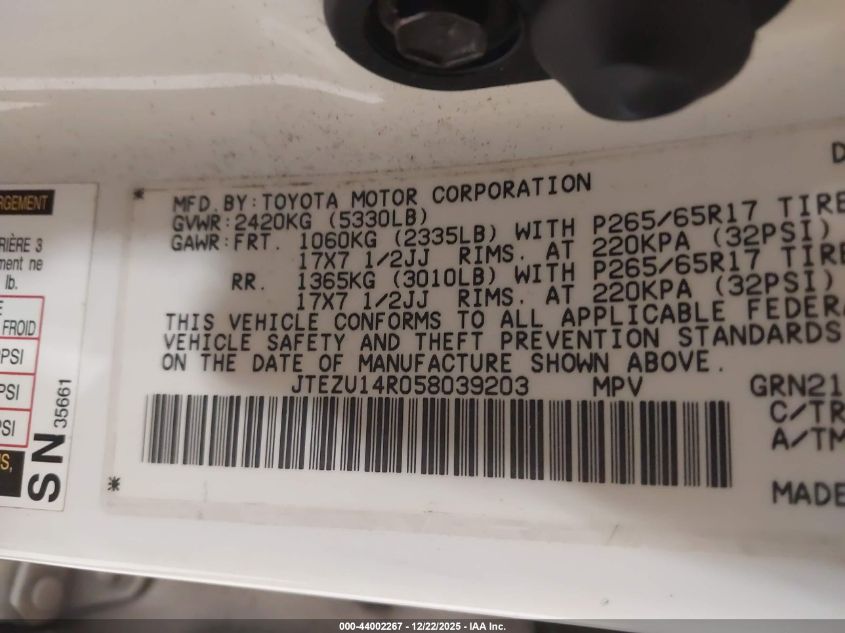 RGEMENT
RIÈRE 3
ment ne
lb.
E
FROID
PSI
PSI
PSI
S,
SN
35661
D
* MFD.BY:TOYOTA MOTOR CORPORATION
GVWR:2420KG (5330LB)
GAWR:FRT. 1060KG (2335LB) WITH P265/65R17 TIRE
17X7 1/2JJ RIMS. AT 220KPA (32PSI)
RR. 1365KG (3010LB) WITH P265/65R17 TIRE
17X7 1/2JJ RIMS. AT 220KPA (32PSI)
THIS VEHICLE CONFORMS TO ALL APPLICABLE FEDERA
VEHICLE SAFETY AND THEFT PREVENTION STANDARDS
ON THE DATE OF MANUFACTURE SHOWN ABOVE.
JTEZU14R058039203 MPV GRN21
C/TR
A/TM
* MADE
000-44002267 - 12/22/2025 - IAA Inc.